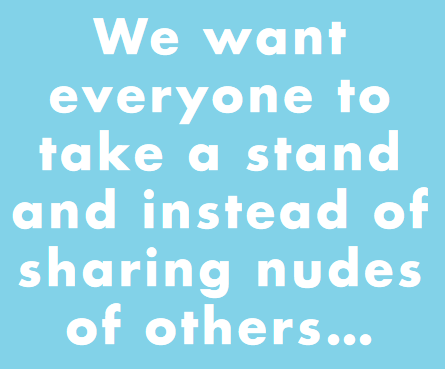 We want
everyone to
take a stand
and instead of
sharing nudes
of others...